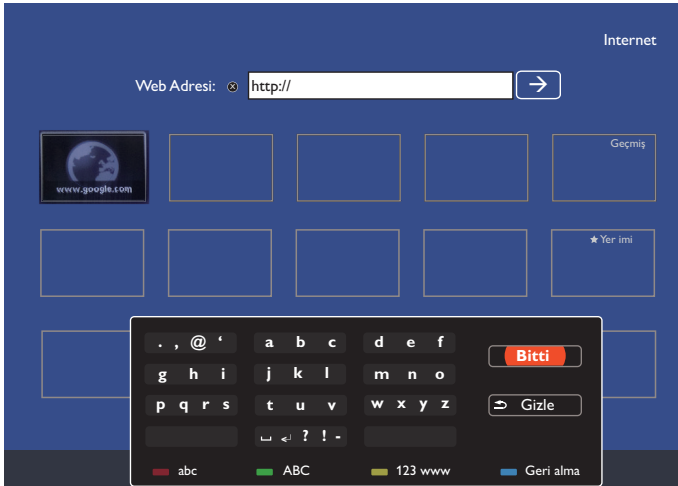 Internet
Web Adresi: http://
Geçmiş
www.google.com
★ Yer imi
. , @ ‘ a b c d e f
Bitti
g h i j k l m n o
p q r s t u v w x y z Gizle
? ! -
abc ABC 123 www Geri alma